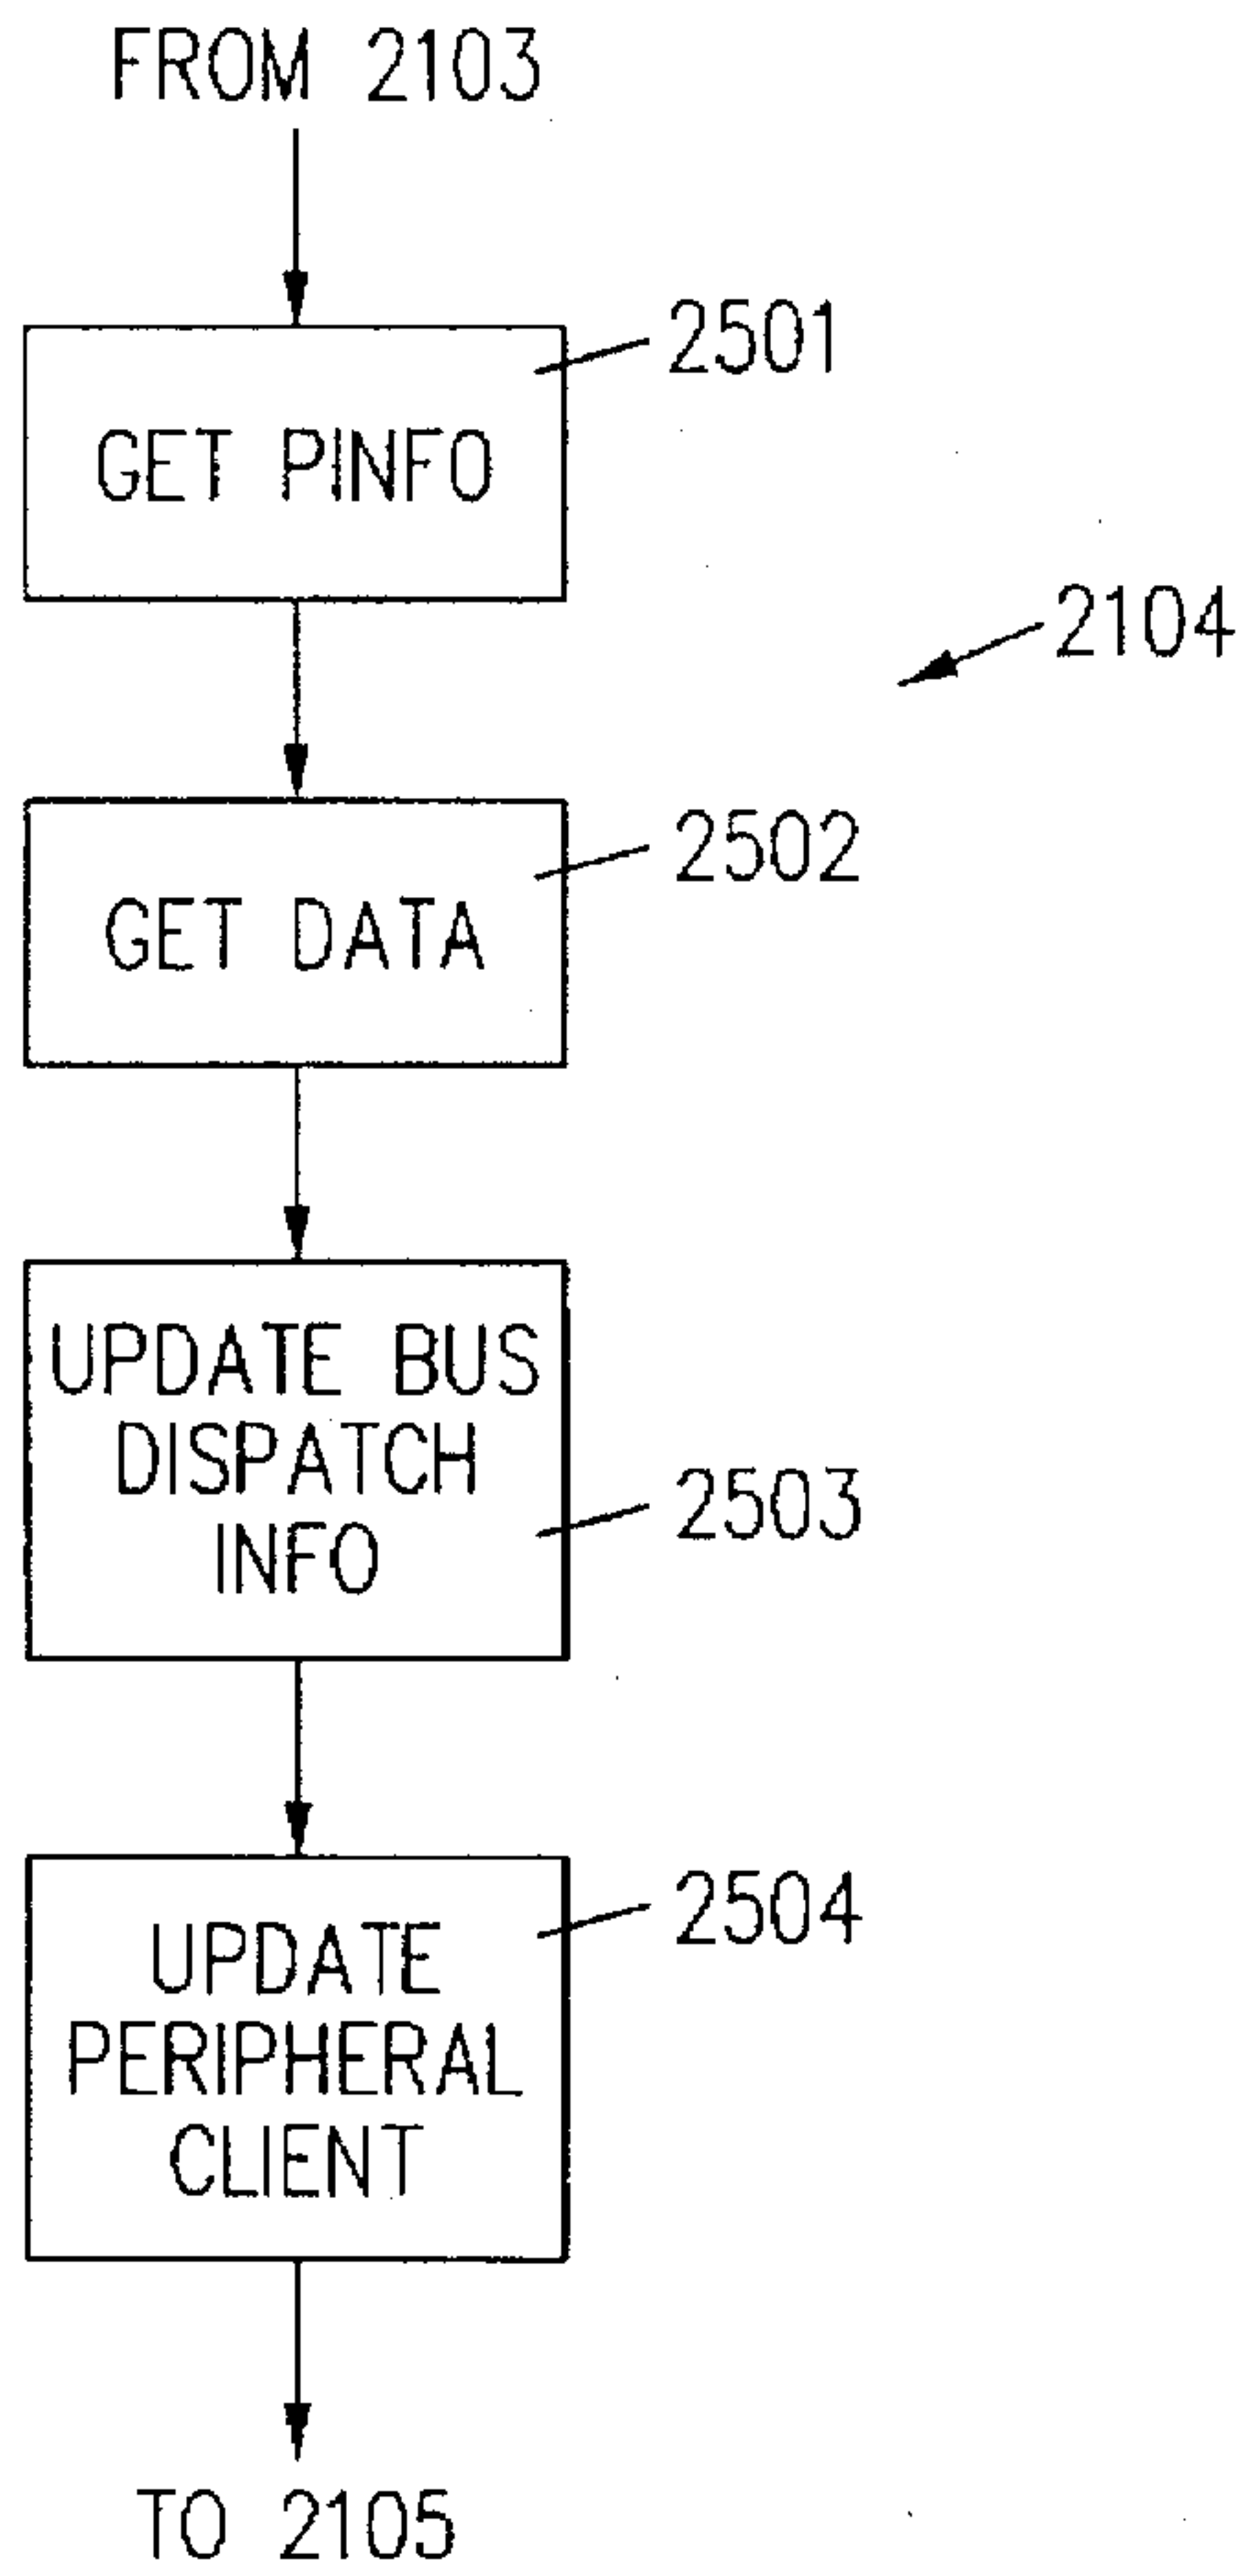 FROM 2103
2501
GET PINFO
2104
2502
GET DATA
UPDATE BUS
DISPATCH
2503
INFO
2504
UPDATE
PERIPHERAL
CLIENT
TO 2105